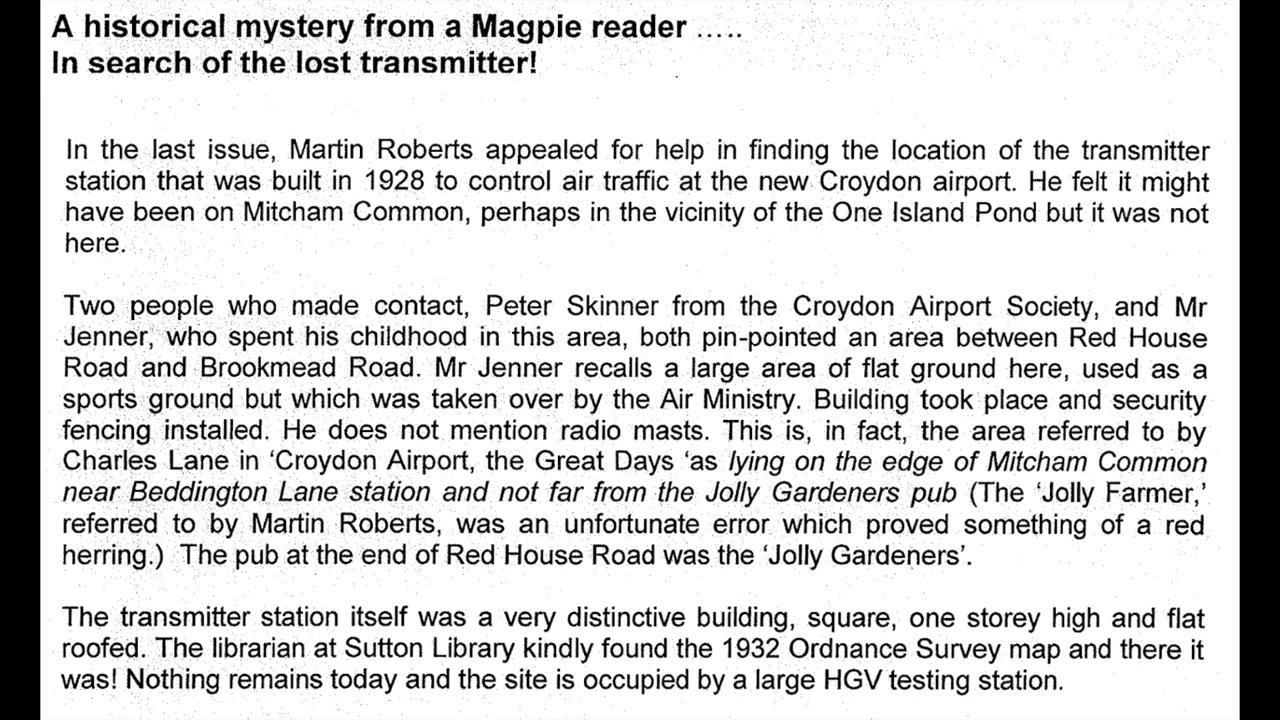 A historical mystery from a Magpie reader .....
In search of the lost transmitter!
In the last issue, Martin Roberts appealed for help in finding the location of the transmitter
station that was built in 1928 to control air traffic at the new Croydon airport. He felt it might
have been on Mitcham Common, perhaps in the vicinity of the One Island Pond but it was not
here.
Two people who made contact, Peter Skinner from the Croydon Airport Society, and Mr
Jenner, who spent his childhood in this area, both pin-pointed an area between Red House
Road and Brookmead Road. Mr Jenner recalls a large area of flat ground here, used as a
sports ground but which was taken over by the Air Ministry. Building took place and security
fencing installed. He does not mention radio masts. This is, in fact, the area referred to by
Charles Lane in ‘Croydon Airport, the Great Days ‘as lying on the edge of Mitcham Common
near Beddington Lane station and not far from the Jolly Gardeners pub (The ‘Jolly Farmer,’
referred to by Martin Roberts, was an unfortunate error which proved something of a red
herring.) The pub at the end of Red House Road was the ‘Jolly Gardeners’.
The transmitter station itself was a very distinctive building, square, one storey high and flat
roofed. The librarian at Sutton Library kindly found the 1932 Ordnance Survey map and there it
was! Nothing remains today and the site is occupied by a large HGV testing station.